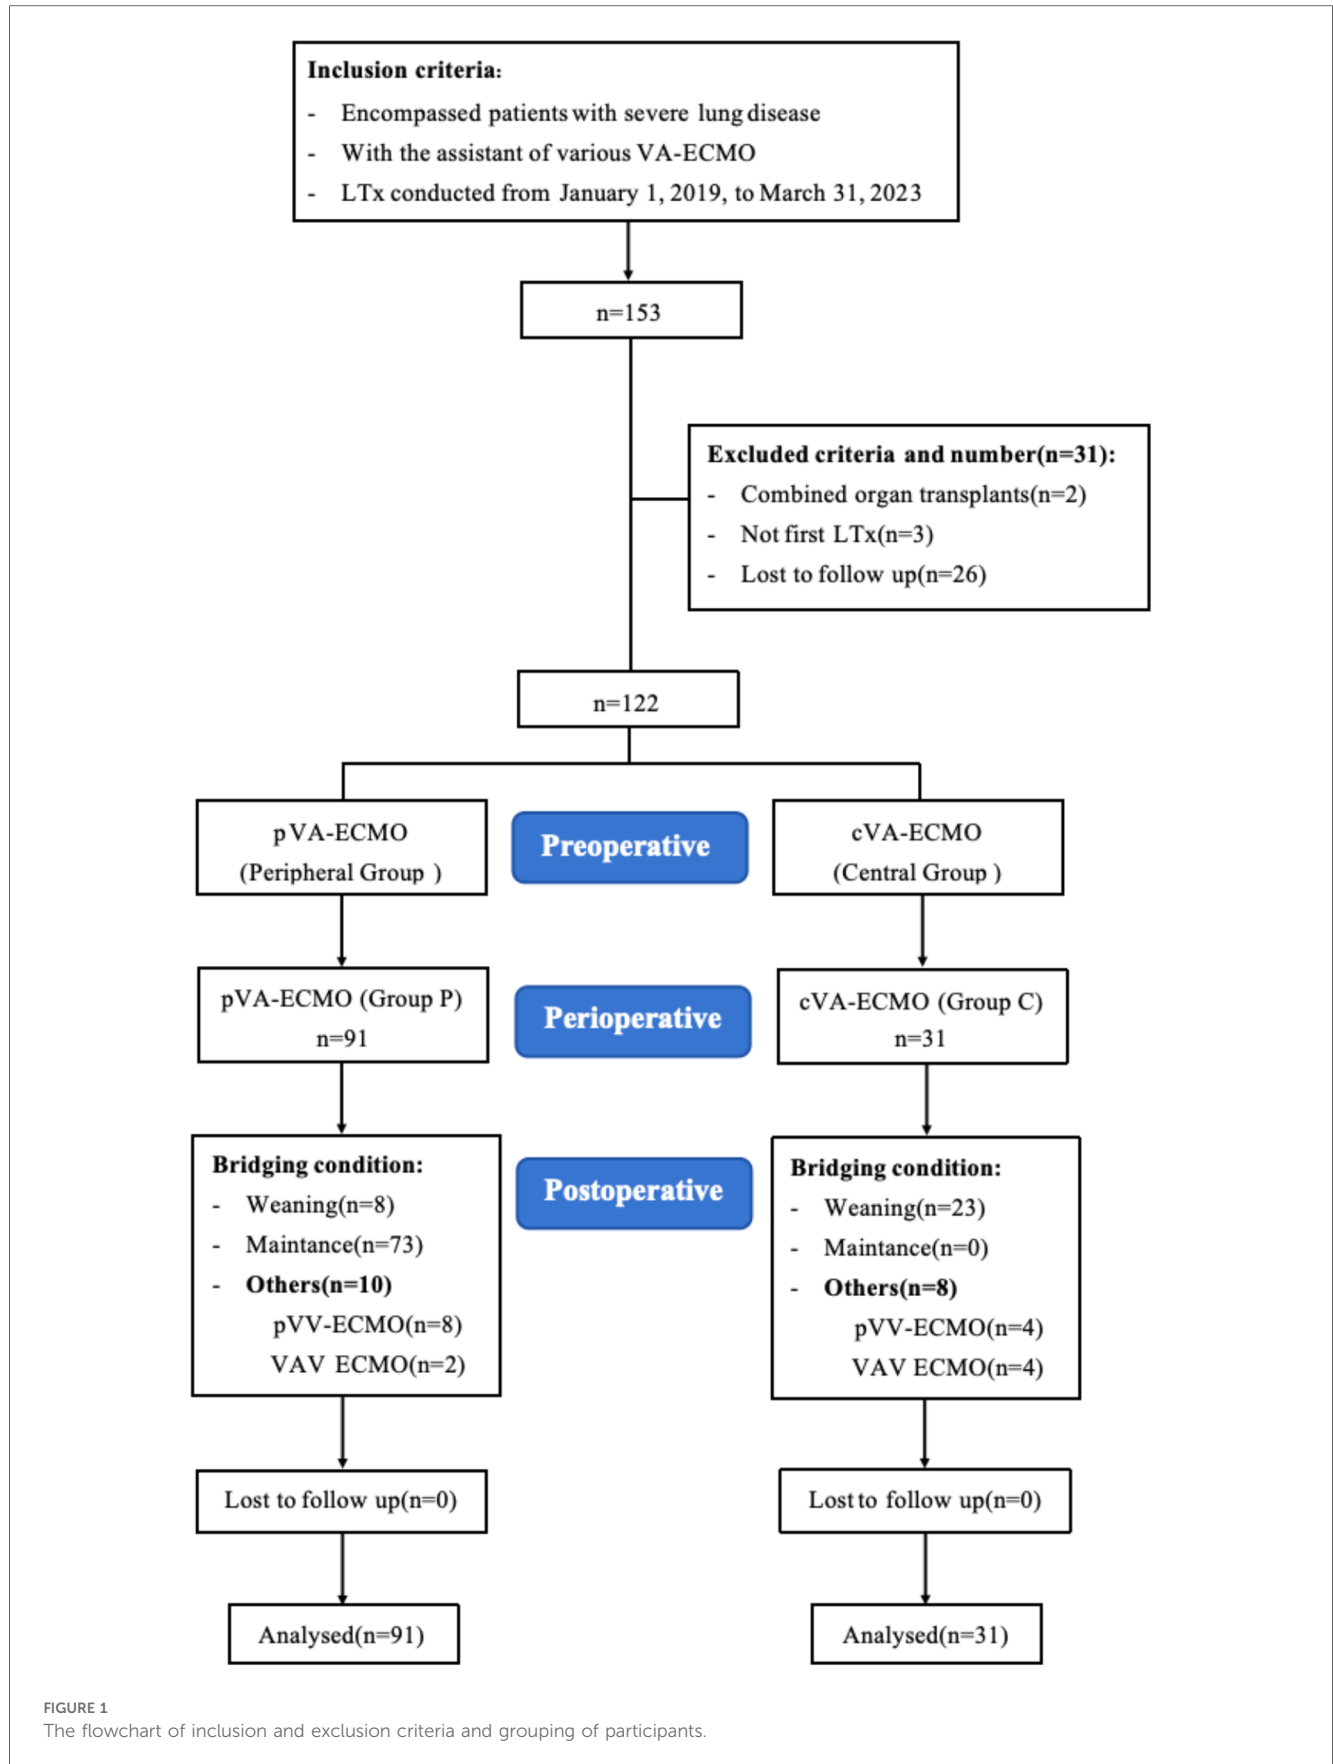 Inclusion criteria:
- Encompassed patients with severe lung disease
- With the assistant of various VA-ECMO
- LTx conducted from January 1, 2019, to March 31, 2023
n=153
Excluded criteria and number(n=31):
- Combined organ transplants(n=2)
- Not first LTx(n=3)
- Lost to follow up(n=26)
n=122
pVA-ECMO
(Peripheral Group )
Preoperative
cVA-ECMO
(Central Group )
pVA-ECMO (Group P)
n=91
Perioperative
cVA-ECMO (Group C)
n=31
Bridging condition:
- Weaning(n=8)
- Maintance(n=73)
- Others(n=10)
pVV-ECMO(n=8)
VAV ECMO(n=2)
Postoperative
Bridging condition:
- Weaning(n=23)
- Maintance(n=0)
- Others(n=8)
pVV-ECMO(n=4)
VAV ECMO(n=4)
Lost to follow up(n=0)
Lost to follow up(n=0)
Analysed(n=91)
Analysed(n=31)
FIGURE 1
The flowchart of inclusion and exclusion criteria and grouping of participants.